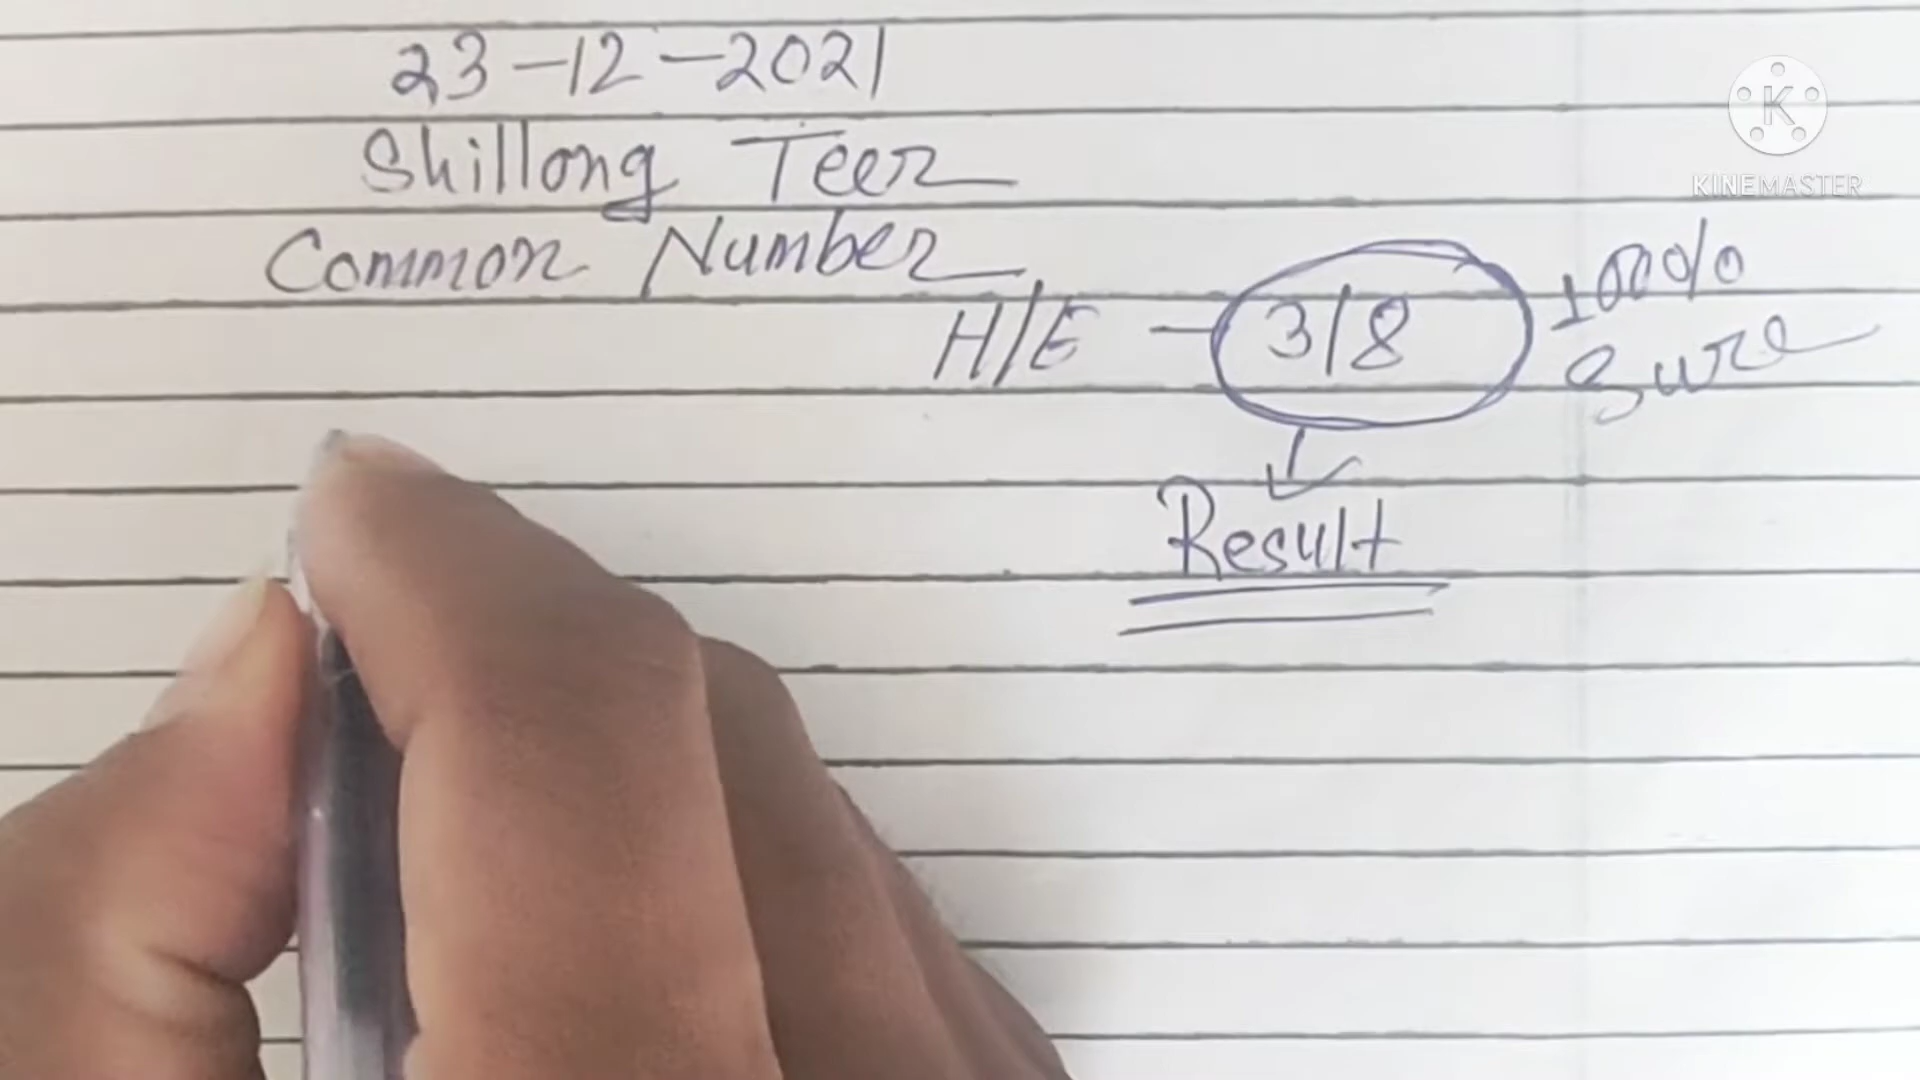 23-12-2021
Shillong Teer
Common Number
H/E - 3/8
100%
Sure
Result
K
KINEMASTER